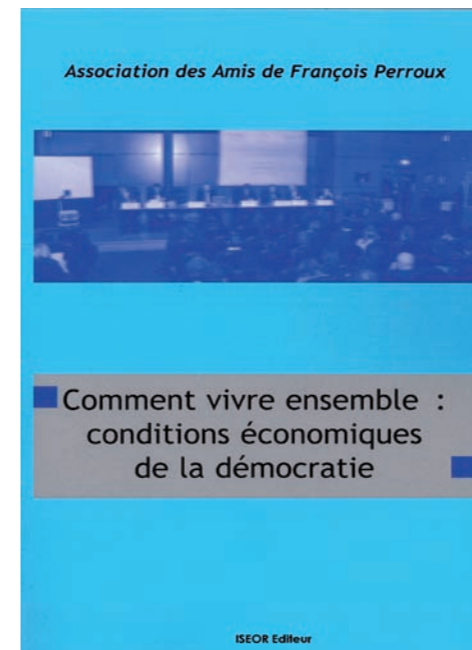 Association des Amis de François Perroux
Comment vivre ensemble :
conditions économiques
de la démocratie
ISEOR Editeur